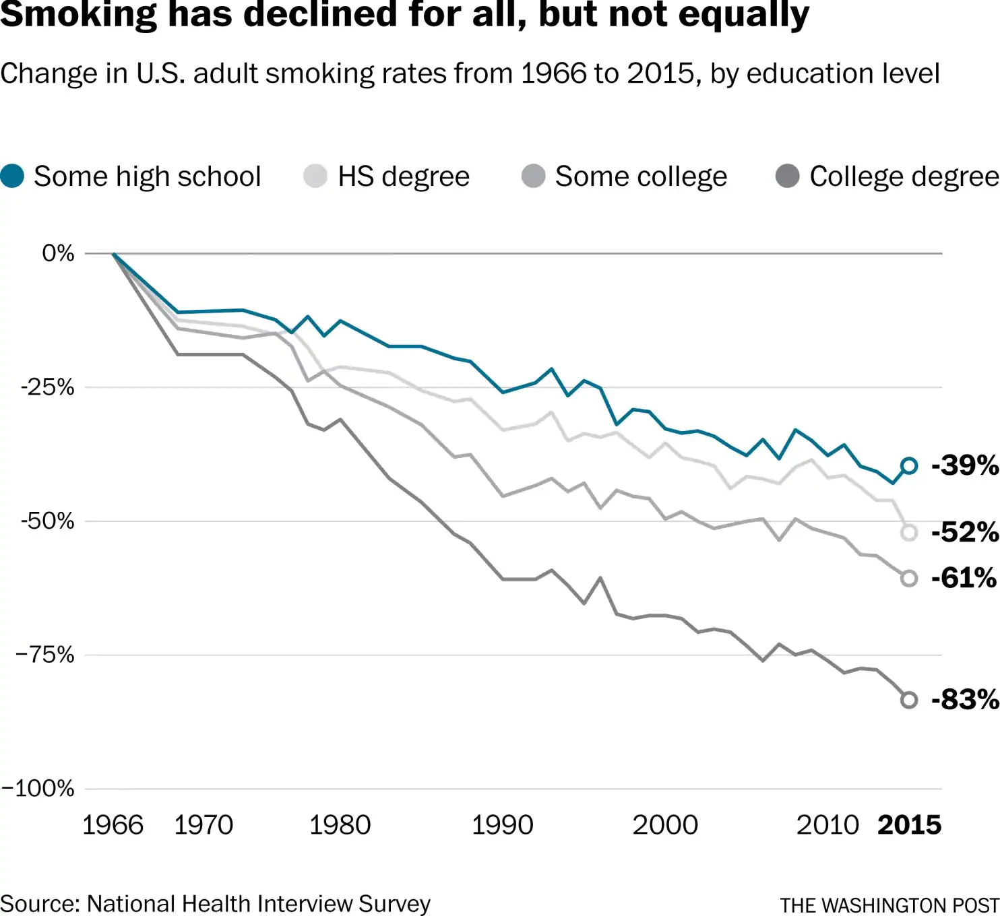 Smoking has declined for all, but not equally
Change in U.S. adult smoking rates from 1966 to 2015, by education level
Some high school HS degree Some college College degree
0%
-25%
-50%
−75%
−100%
-39%
-52%
-61%
-83%
1966 1970 1980 1990 2000 2010 2015
Source: National Health Interview Survey
THE WASHINGTON POST